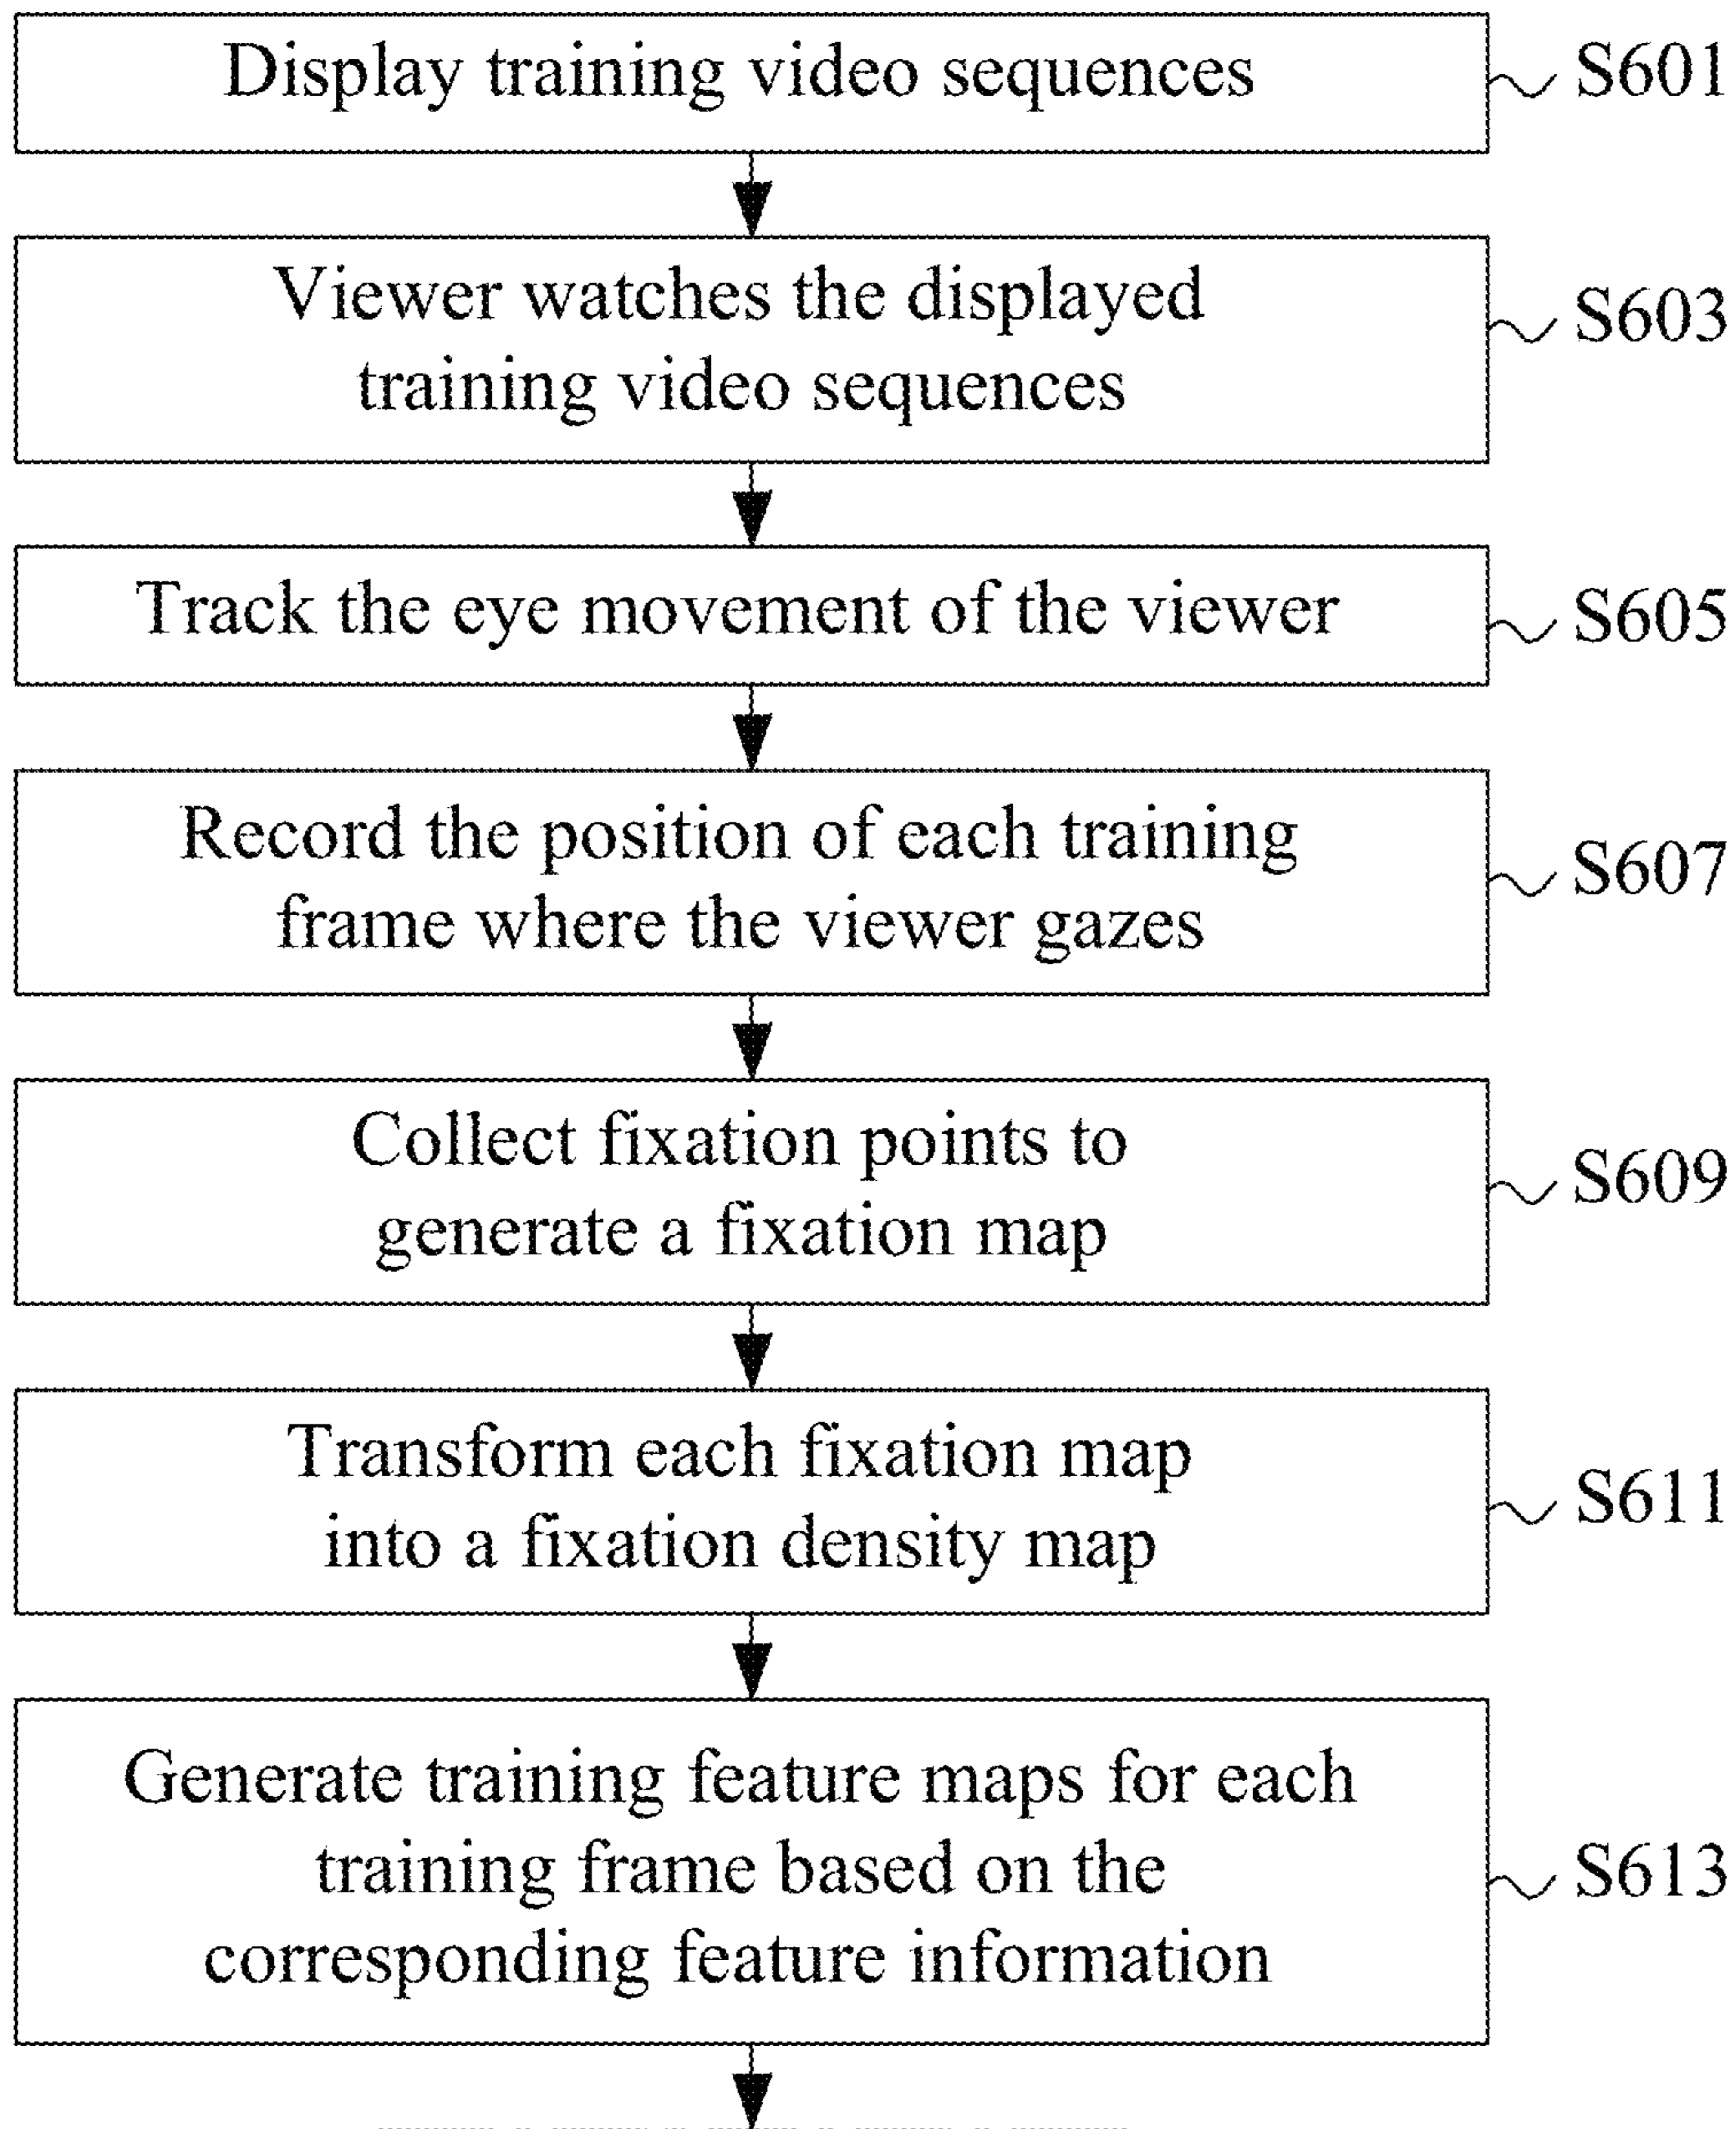 Display training video sequences
S601
Viewer watches the displayed
training video sequences
S603
Track the eye movement of the viewer
S605
Record the position of each training
frame where the viewer gazes
S607
Collect fixation points to
generate a fixation map
S609
Transform each fixation map
into a fixation density map
S611
Generate training feature maps for each
training frame based on the
corresponding feature information
S613